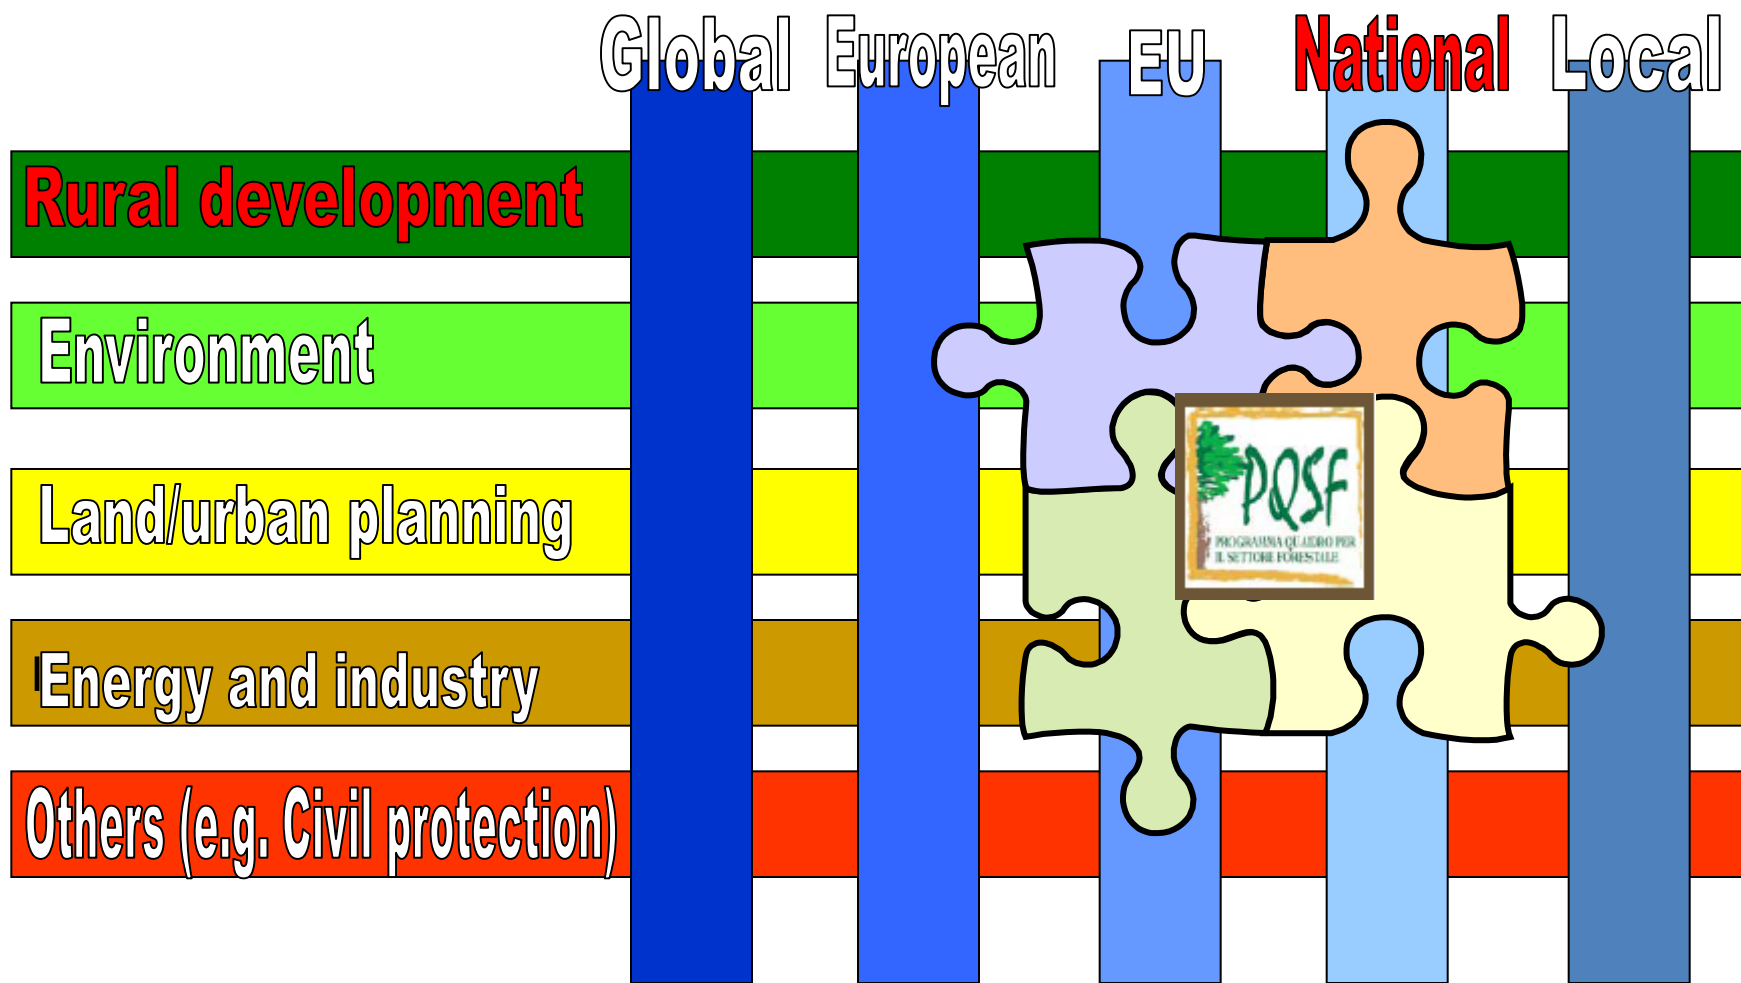 Global European EU National Local
Rural development
Environment
Land/urban planning
PQSF
PROGRAMMA QUADRO PER
IL SETTORE FORESTALE
Energy and industry
Others (e.g. Civil protection)